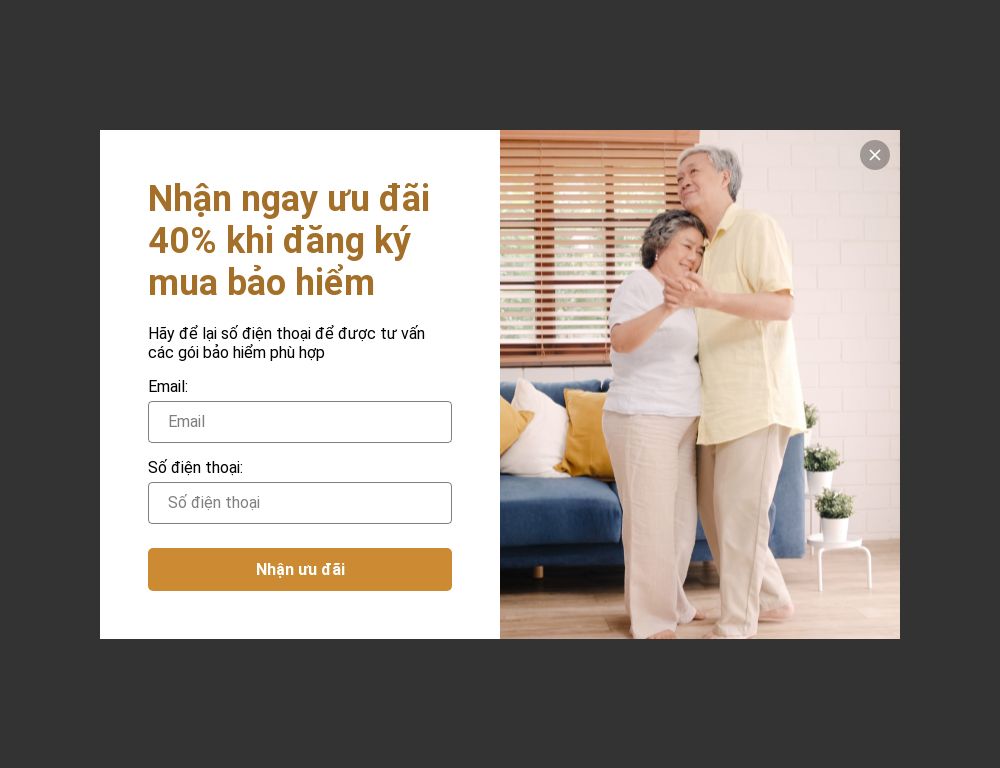 Nhận ngay ưu đãi
40% khi đăng ký
mua bảo hiểm
Hãy để lại số điện thoại để được tư vấn
các gói bảo hiểm phù hợp
Email:
Email
Số điện thoại:
Số điện thoại
Nhận ưu đãi